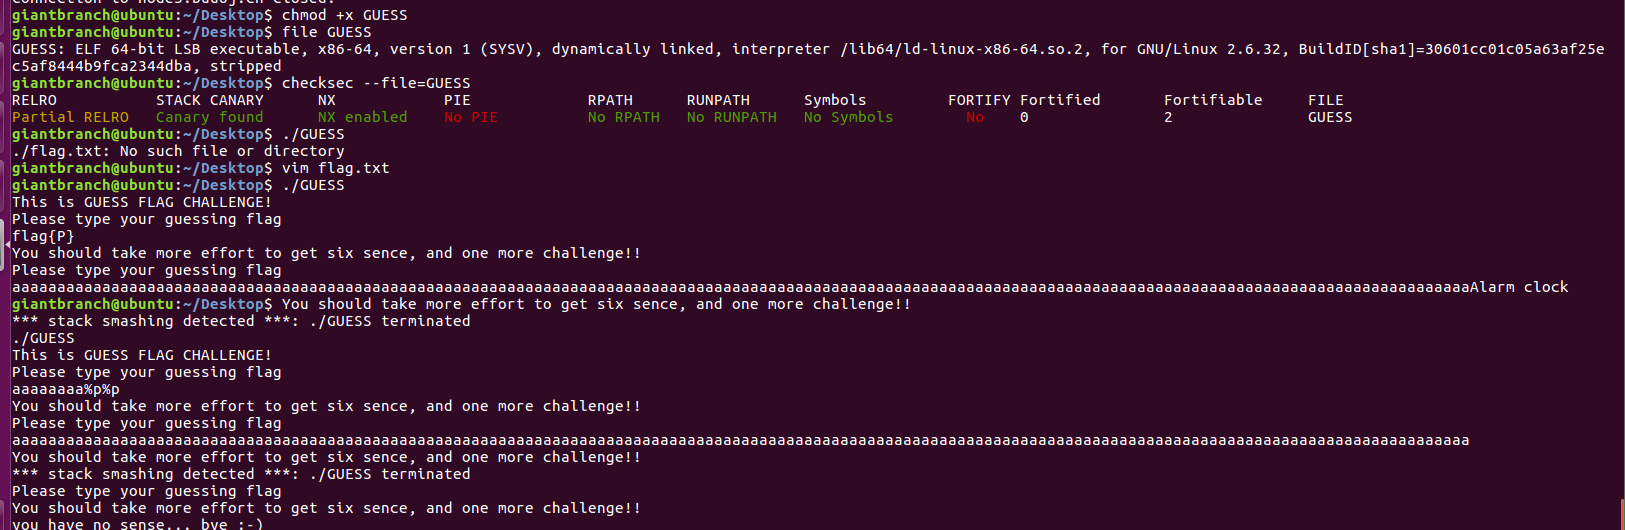 connection to node3.buuoj.cn closed.
giantbranch@ubuntu:~/Desktop$ chmod +x GUESS
giantbranch@ubuntu:~/Desktop$ file GUESS
GUESS: ELF 64-bit LSB executable, x86-64, version 1 (SYSV), dynamically linked, interpreter /lib64/ld-linux-x86-64.so.2, for GNU/Linux 2.6.32, BuildID[sha1]=30601cc01c05a63af25e
c5af8444b9fca2344dba, stripped
giantbranch@ubuntu:~/Desktop$ checksec --file=GUESS
RELRO STACK CANARY NX PIE RPATH RUNPATH Symbols FORTIFY Fortified Fortifiable FILE
Partial RELRO Canary found NX enabled No PIE No RPATH No RUNPATH No Symbols No 0 2 GUESS
giantbranch@ubuntu:~/Desktop$ ./GUESS
./flag.txt: No such file or directory
giantbranch@ubuntu:~/Desktop$ vim flag.txt
giantbranch@ubuntu:~/Desktop$ ./GUESS
This is GUESS FLAG CHALLENGE!
Please type your guessing flag
flag{P}
You should take more effort to get six sence, and one more challenge!!
Please type your guessing flag
aaaaaaaaaaaaaaaaaaaaaaaaaaaaaaaaaaaaaaaaaaaaaaaaaaaaaaaaaaaaaaaaaaaaaaaaaaaaaaaaaaaaaaaaaaaaaaaaaaaaaaaaaaaaaaaaaaaaaaaaaaaaaaaaaaaaaaaaaaaaaaaaaaaaaaaaaaaaaaaaaaAlarm clock
giantbranch@ubuntu:~/Desktop$ You should take more effort to get six sence, and one more challenge!!
*** stack smashing detected ***: ./GUESS terminated
./GUESS
This is GUESS FLAG CHALLENGE!
Please type your guessing flag
aaaaaaaa%p%p
You should take more effort to get six sence, and one more challenge!!
Please type your guessing flag
aaaaaaaaaaaaaaaaaaaaaaaaaaaaaaaaaaaaaaaaaaaaaaaaaaaaaaaaaaaaaaaaaaaaaaaaaaaaaaaaaaaaaaaaaaaaaaaaaaaaaaaaaaaaaaaaaaaaaaaaaaaaaaaaaaaaaaaaaaaaaaaaaaaaaaaaaaaaaaaaaa
You should take more effort to get six sence, and one more challenge!!
*** stack smashing detected ***: ./GUESS terminated
Please type your guessing flag
You should take more effort to get six sence, and one more challenge!!
you have no sense... bye :-)